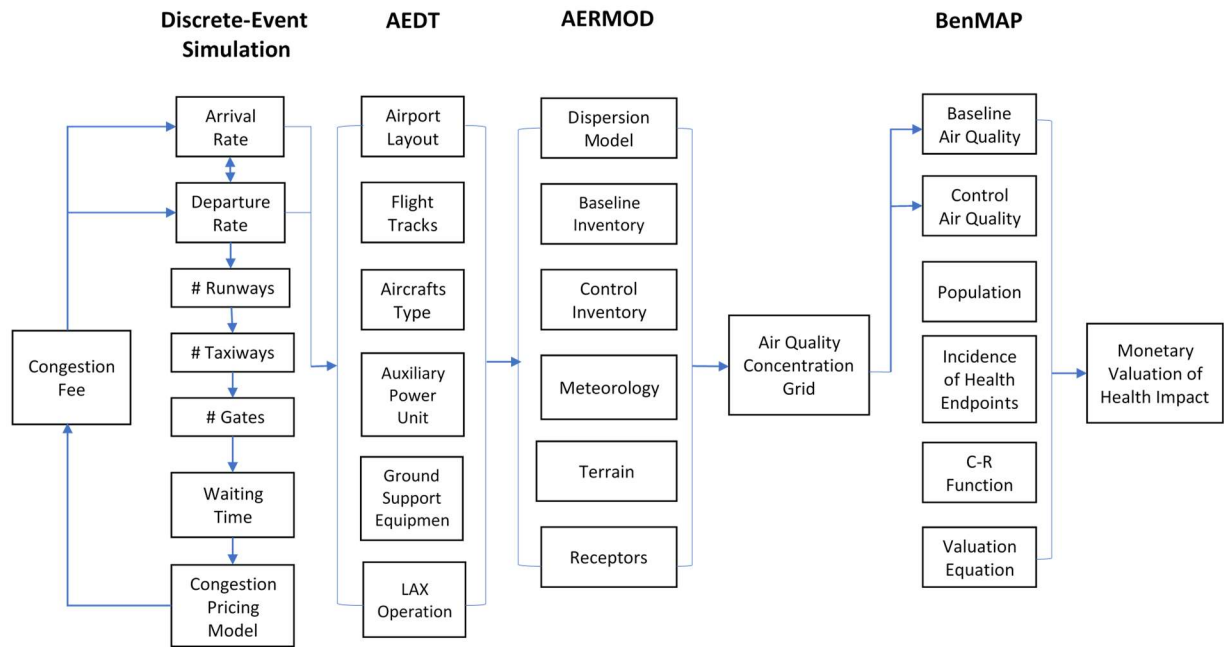 Discrete-Event
Simulation
AEDT
AERMOD
BenMAP
Arrival
Rate
Departure
Rate
# Runways
# Taxiways
# Gates
Waiting
Time
Congestion
Pricing
Model
Congestion
Fee
Airport
Layout
Flight
Tracks
Aircrafts
Type
Auxiliary
Power
Unit
Ground
Support
Equipmen
LAX
Operation
Dispersion
Model
Baseline
Inventory
Control
Inventory
Meteorology
Terrain
Receptors
Air Quality
Concentration
Grid
Baseline
Air Quality
Control
Air Quality
Population
Incidence
of Health
Endpoints
C-R
Function
Valuation
Equation
Monetary
Valuation of
Health Impact